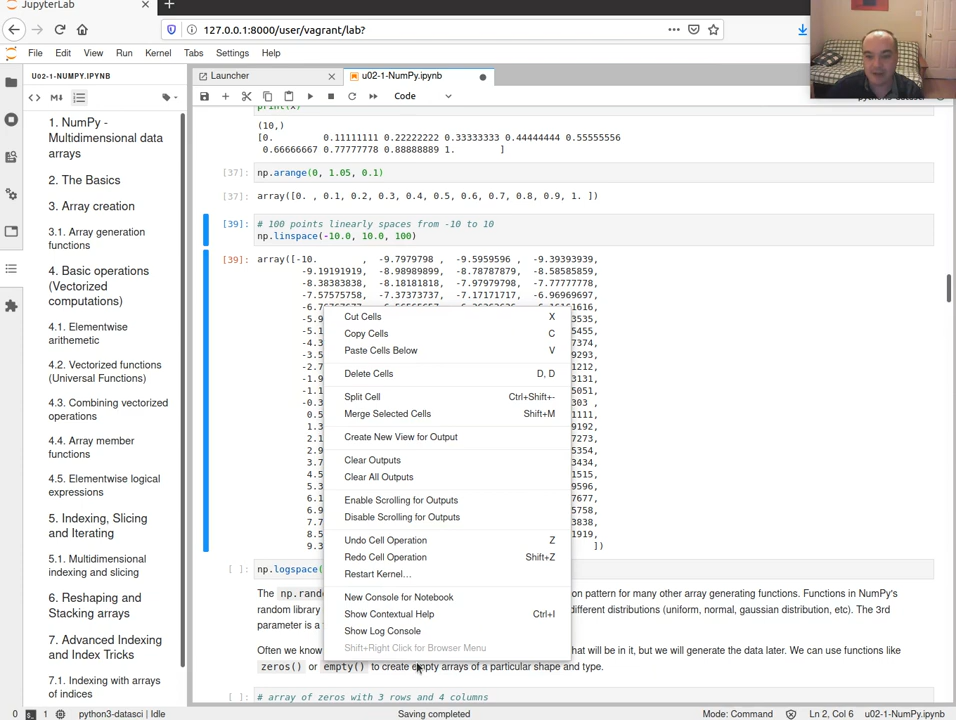 JupyterLab
127.0.0.1:8000/user/vagrant/lab?
File Edit View Run Kernel Tabs Settings Help
U02-1-NUMPY.IPYNB
1. NumPy -
Multidimensional data
arrays
2. The Basics
3. Array creation
3.1. Array generation
functions
4. Basic operations
(Vectorized
computations)
4.1. Elementwise
arithemetic
4.2. Vectorized functions
(Universal Functions)
4.3. Combining vectorized
operations
4.4. Array member
functions
4.5. Elementwise logical
expressions
5. Indexing, Slicing
and Iterating
5.1. Multidimensional
indexing and slicing
6. Reshaping and
Stacking arrays
7. Advanced Indexing
and Index Tricks
7.1. Indexing with arrays
of indices
Launcher
u02-1-NumPy.ipynb
Code
print(x)
(10,)
[0. 0.11111111 0.22222222 0.33333333 0.44444444 0.55555556
0.66666667 0.77777778 0.88888889 1. ]
[37]: np.arange(0, 1.05, 0.1)
[37]: array([0. , 0.1, 0.2, 0.3, 0.4, 0.5, 0.6, 0.7, 0.8, 0.9, 1. ])
[39]: # 100 points linearly spaces from -10 to 10
np.linspace(-10.0, 10.0, 100)
[39]: array([-10. , -9.7979798 , -9.5959596 , -9.39393939,
-9.19191919, -8.98989899, -8.78787879, -8.58585859,
-8.38383838, -8.18181818, -7.97979798, -7.77777778,
-7.57575758, -7.37373737, -7.17171717, -6.96969697,
Cut Cells X
Copy Cells C
Paste Cells Below V
Delete Cells D, D
Split Cell Ctrl+Shift+-
Merge Selected Cells Shift+M
Create New View for Output
Clear Outputs
Clear All Outputs
Enable Scrolling for Outputs
Disable Scrolling for Outputs
Undo Cell Operation Z
Redo Cell Operation Shift+Z
Restart Kernel…
New Console for Notebook
Show Contextual Help Ctrl+I
Show Log Console
Shift+Right Click for Browser Menu
[ ]: np.logspace(
The np.rand on pattern for many other array generating functions. Functions in NumPy's
random library different distributions (uniform, normal, gaussian distribution, etc). The 3rd
parameter is a
Often we know that will be in it, but we will generate the data later. We can use functions like
zeros() or empty() to create empty arrays of a particular shape and type.
[ ]: # array of zeros with 3 rows and 4 columns
0 1 python3-datasci | Idle Saving completed Mode: Command Ln 2, Col 6 u02-1-NumPy.ipynb